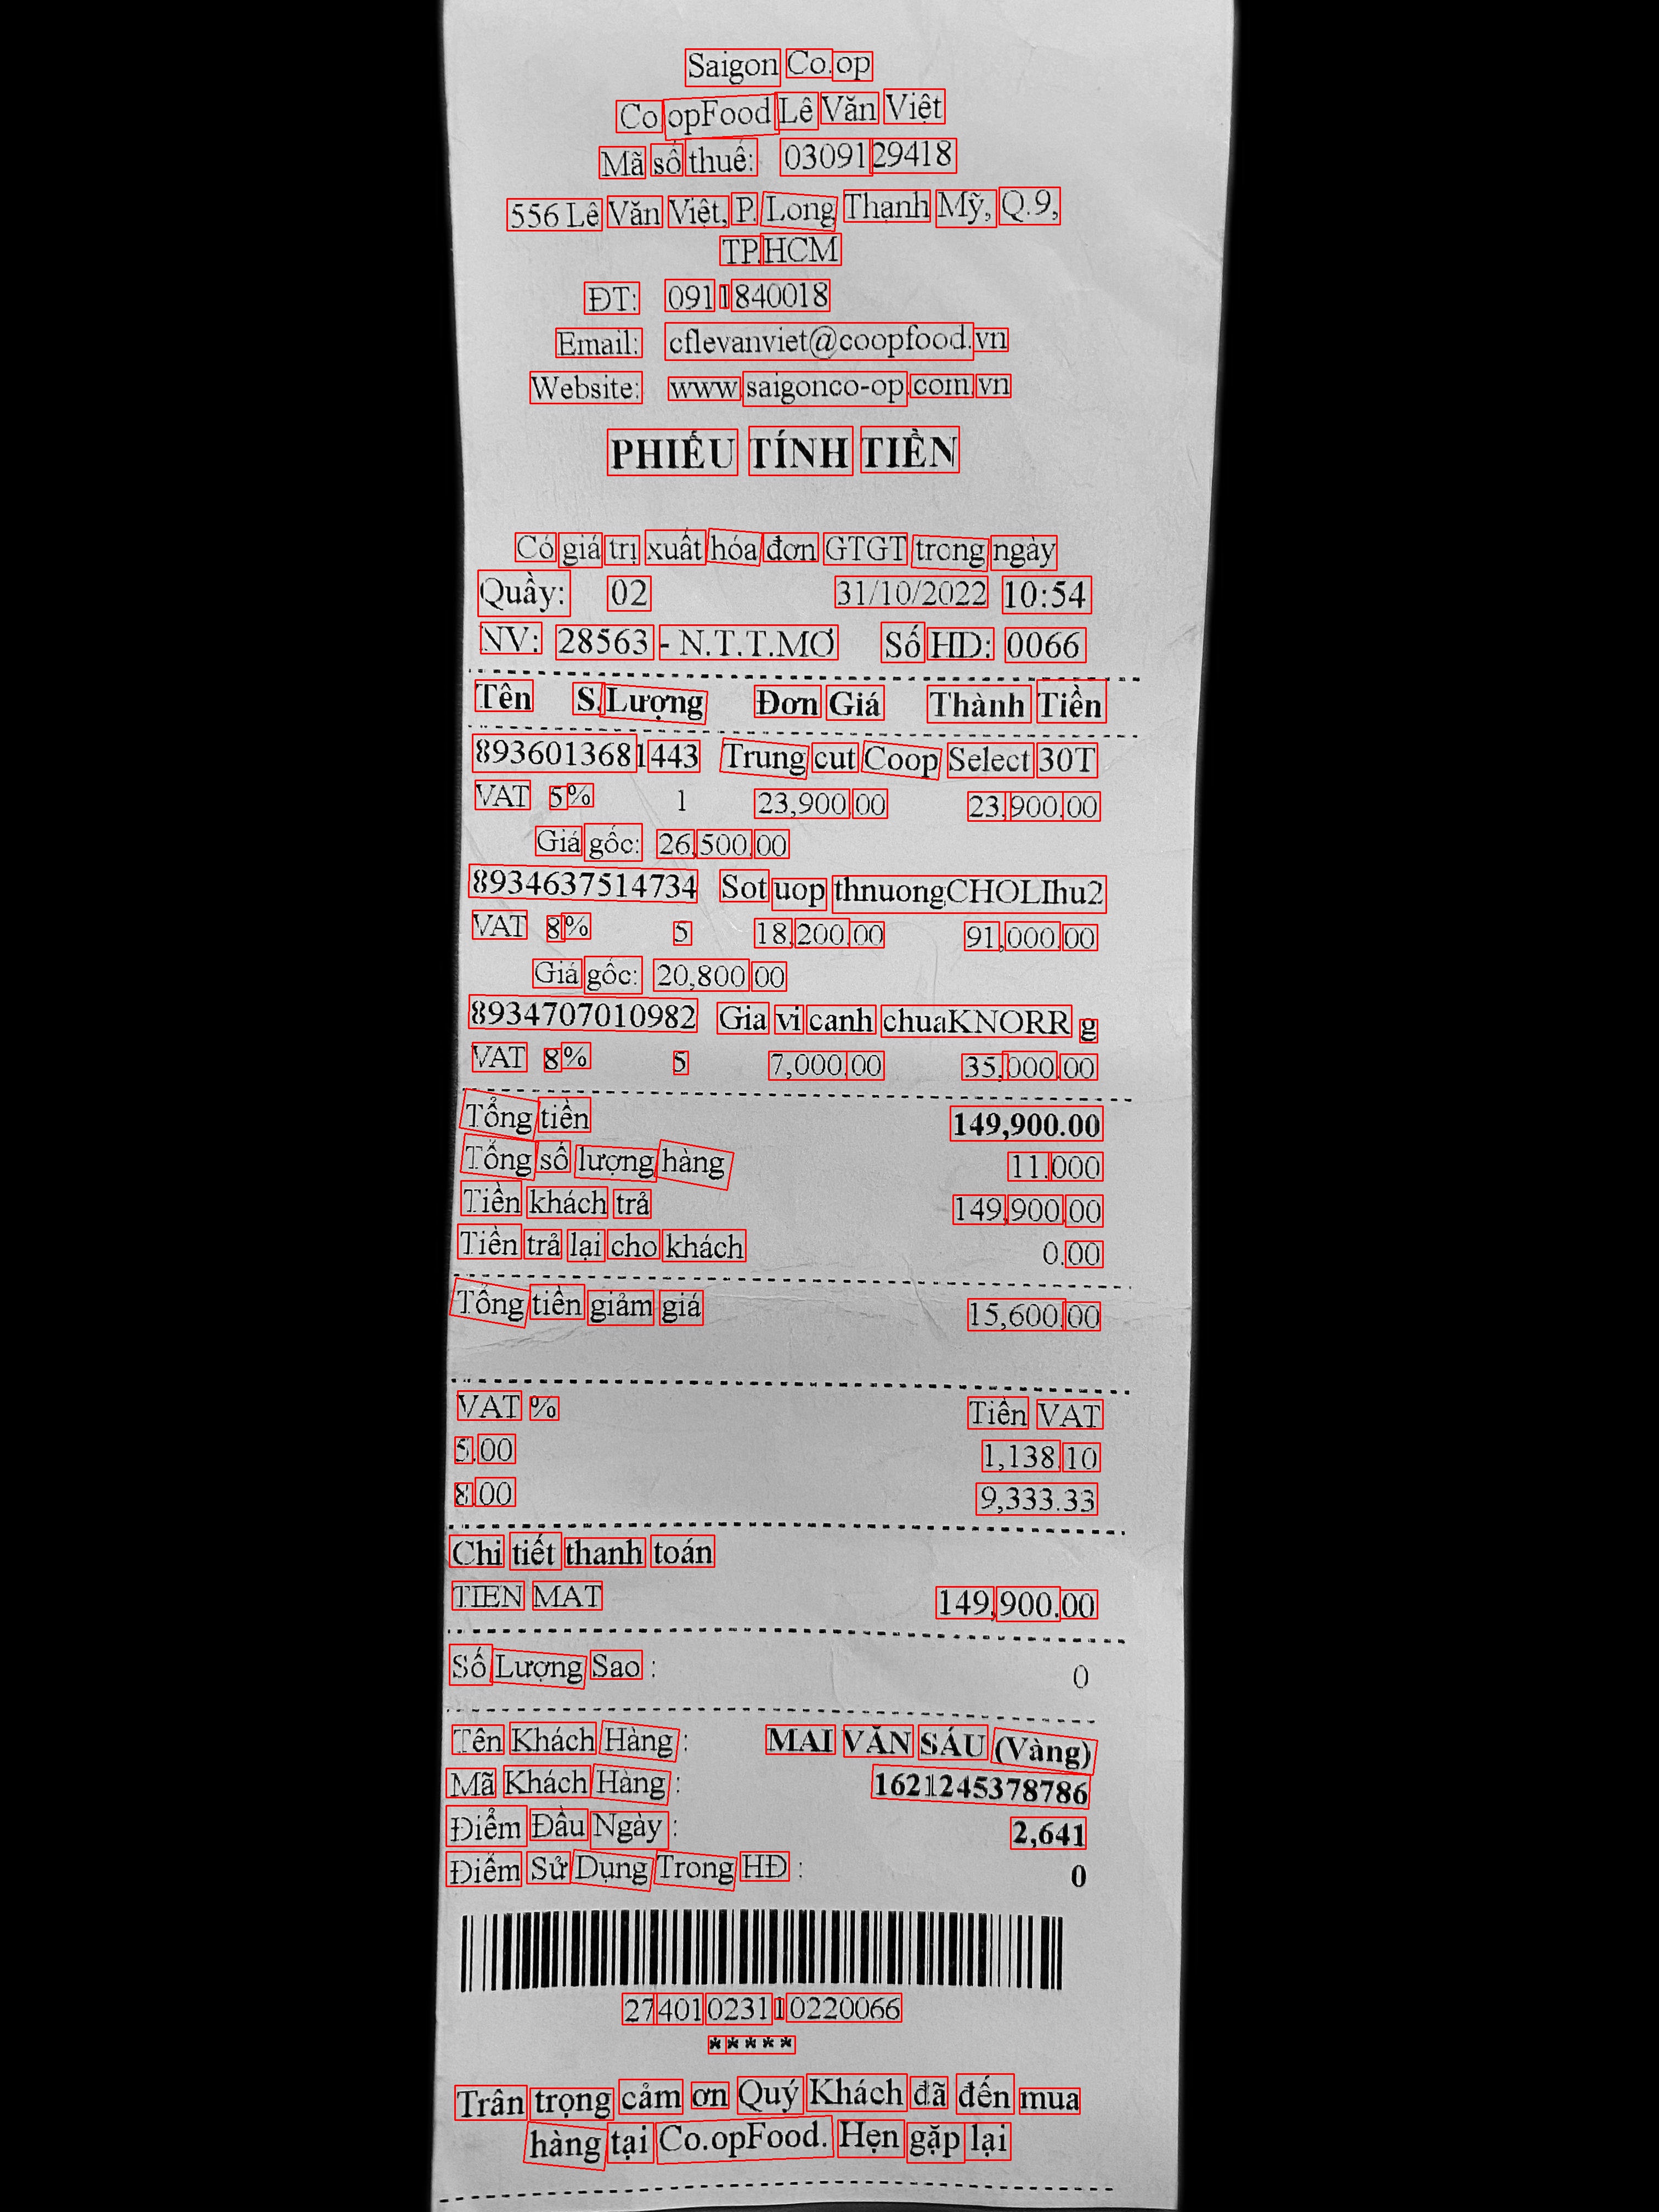 Saigon Co.op
Co.opFood Lê Văn Việt
Mã số thuế: 0309129418
556 Lê Văn Việt, P. Long Thạnh Mỹ, Q.9,
TP.HCM
ĐT: 0911840018
Email: cflevanviet@coopfood.vn
Website: www.saigonco-op.com.vn
PHIẾU TÍNH TIỀN
Có giá trị xuất hóa đơn GTGT trong ngày
Quầy: 02 31/10/2022 10:54
NV: 28563 - N.T.T.MƠ Số HD: 0066
Tên S.Lượng Đơn Giá Thành Tiền
8936013681443 Trung cut Coop Select 30T
VAT 5% 1 23,900.00 23,900.00
Giá gốc: 26,500.00
8934637514734 Sot uop thnuongCHOLIhu2
VAT 8% 5 18,200.00 91,000.00
Giá gốc: 20,800.00
8934707010982 Gia vi canh chuaKNORR g
VAT 8% 5 7,000.00 35,000.00
Tổng tiền 149,900.00
Tổng số lượng hàng 11.000
Tiền khách trả 149,900.00
Tiền trả lại cho khách 0.00
Tổng tiền giảm giá 15,600.00
VAT % Tiền VAT
5.00 1,138.10
8.00 9,333.33
Chi tiết thanh toán
TIEN MAT 149,900.00
Số Lượng Sao : 0
Tên Khách Hàng : MAI VĂN SÁU (Vàng)
Mã Khách Hàng : 1621245378786
Điểm Đầu Ngày : 2,641
Điểm Sử Dụng Trong HĐ : 0
27401023110220066
*****
Trân trọng cảm ơn Quý Khách đã đến mua
hàng tại Co.opFood. Hẹn gặp lại